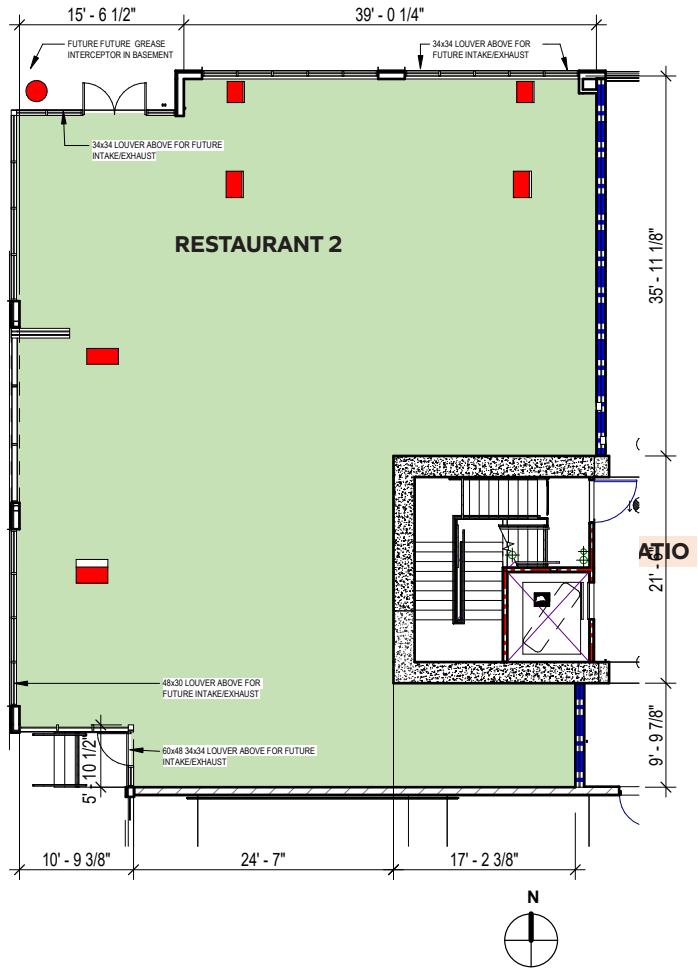 15' - 6 1/2"
39' - 0 1/4"
FUTURE FUTURE GREASE
INTERCEPTOR IN BASEMENT
34x34 LOUVER ABOVE FOR
FUTURE INTAKE/EXHAUST
34x34 LOUVER ABOVE FOR FUTURE
INTAKE/EXHAUST
RESTAURANT 2
35' - 11 1/8"
ATIO
21' - 6"
48x30 LOUVER ABOVE FOR
FUTURE INTAKE/EXHAUST
60x48 34x34 LOUVER ABOVE FOR FUTURE
INTAKE/EXHAUST
5' - 10 1/2"
9' - 9 7/8"
10' - 9 3/8"
24' - 7"
17' - 2 3/8"
N